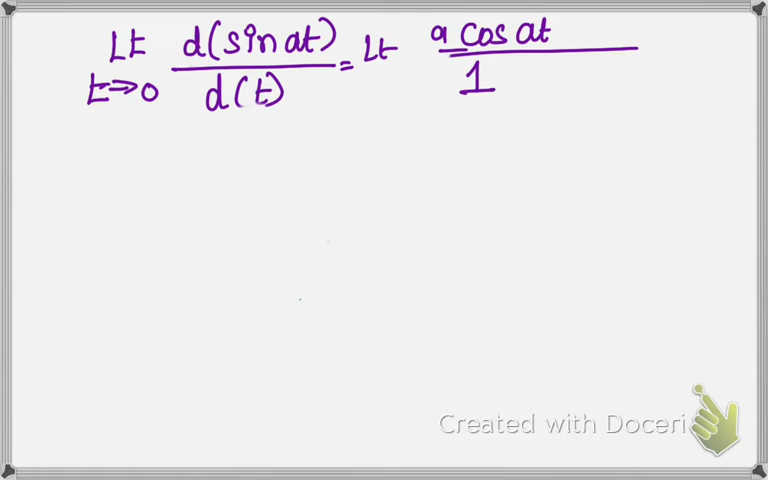 Lt d(sin at) = Lt a cos at
t→0 d(t) 1
Created with Doceri